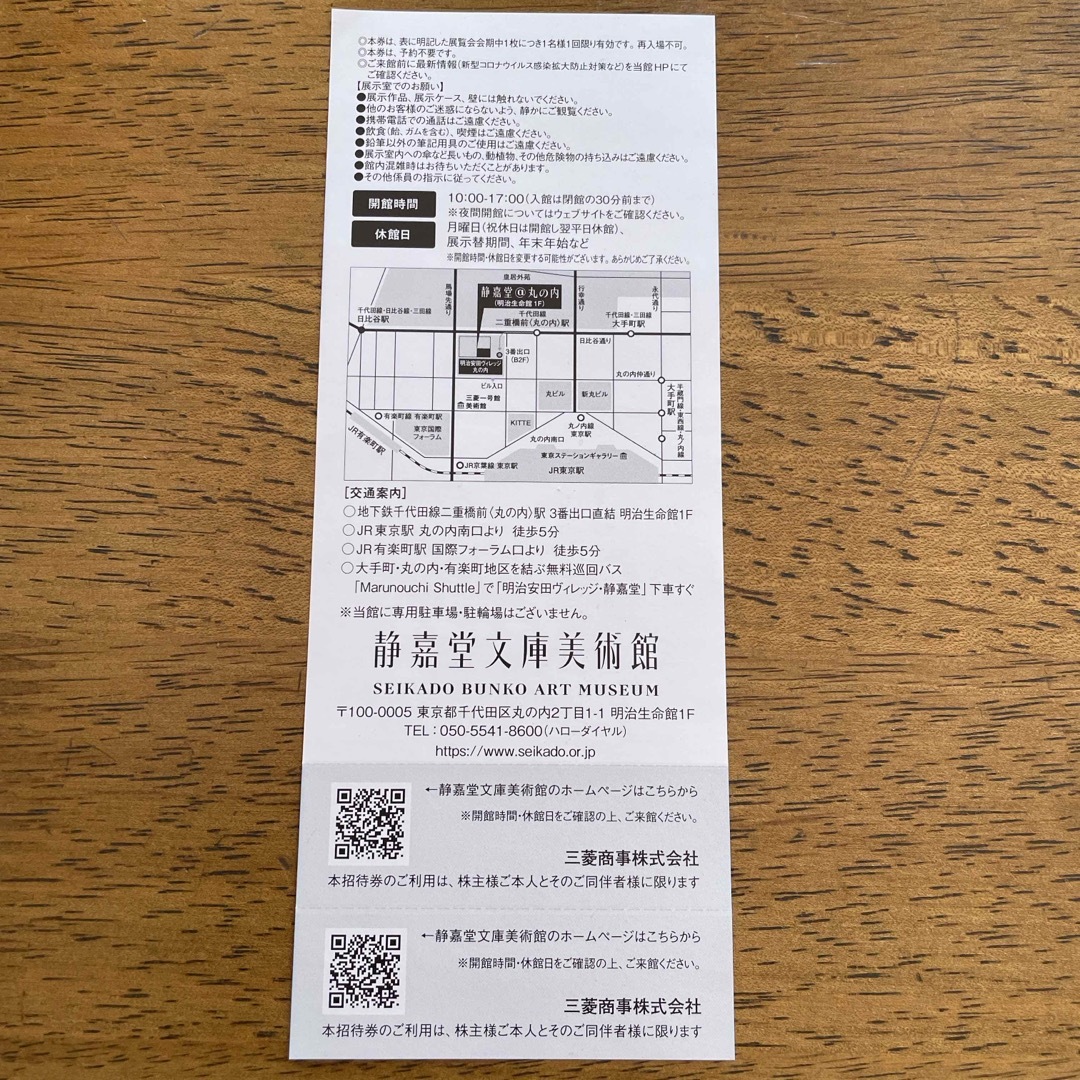 ◎本券は、表に明記した展覧会会期中1枚につき1名様1回限り有効です。再入場不可。
◎本券は、予約不要です。
◎ご来館前に最新情報(新型コロナウイルス感染拡大防止対策など)を当館HPにて
ご確認ください。
【展示室でのお願い】
●展示作品、展示ケース、壁には触れないでください。
●他のお客様のご迷惑にならないよう、静かにご観覧ください。
●携帯電話での通話はご遠慮ください。
●飲食(飴、ガムを含む)、喫煙はご遠慮ください。
●鉛筆以外の筆記用具のご使用はご遠慮ください。
●展示室内への傘など長いもの、動植物、その他危険物の持ち込みはご遠慮ください。
●館内混雑時はお待ちいただくことがあります。
●その他係員の指示に従ってください。
開館時間 10:00-17:00(入館は閉館の30分前まで)
※夜間開館についてはウェブサイトをご確認ください。
休館日 月曜日(祝休日は開館し翌平日休館)、
展示替期間、年末年始など
※開館時間・休館日を変更する可能性がございます。あらかじめご了承ください。
皇居外苑
馬場先通り
静嘉堂@丸の内
(明治生命館1F)
行幸通り
永代通り
千代田線・日比谷線・三田線
日比谷駅
千代田線
二重橋前〈丸の内〉駅
千代田線・三田線
大手町駅
日比谷通り
3番出口
(B2F)
明治安田ヴィレッジ
丸の内
丸の内仲通り
ビル入口
三菱一号館
美術館
丸ビル
新丸ビル
大手町駅
半蔵門線・東西線・丸ノ内線
有楽町線 有楽町駅
東京国際
フォーラム
KITTE
丸ノ内線
東京駅
丸の内南口
JR有楽町駅
東京ステーションギャラリー
JR京葉線 東京駅
JR東京駅
[交通案内]
○地下鉄千代田線二重橋前〈丸の内〉駅 3番出口直結 明治生命館1F
○JR東京駅 丸の内南口より 徒歩5分
○JR有楽町駅 国際フォーラム口より 徒歩5分
○大手町・丸の内・有楽町地区を結ぶ無料巡回バス
「Marunouchi Shuttle」で「明治安田ヴィレッジ・静嘉堂」下車すぐ
※当館に専用駐車場・駐輪場はございません。
静嘉堂文庫美術館
SEIKADO BUNKO ART MUSEUM
〒100-0005 東京都千代田区丸の内2丁目1-1 明治生命館1F
TEL:050-5541-8600(ハローダイヤル)
https://www.seikado.or.jp
←静嘉堂文庫美術館のホームページはこちらから
※開館時間・休館日をご確認の上、ご来館ください。
三菱商事株式会社
本招待券のご利用は、株主様ご本人とそのご同伴者様に限ります
←静嘉堂文庫美術館のホームページはこちらから
※開館時間・休館日をご確認の上、ご来館ください。
三菱商事株式会社
本招待券のご利用は、株主様ご本人とそのご同伴者様に限ります